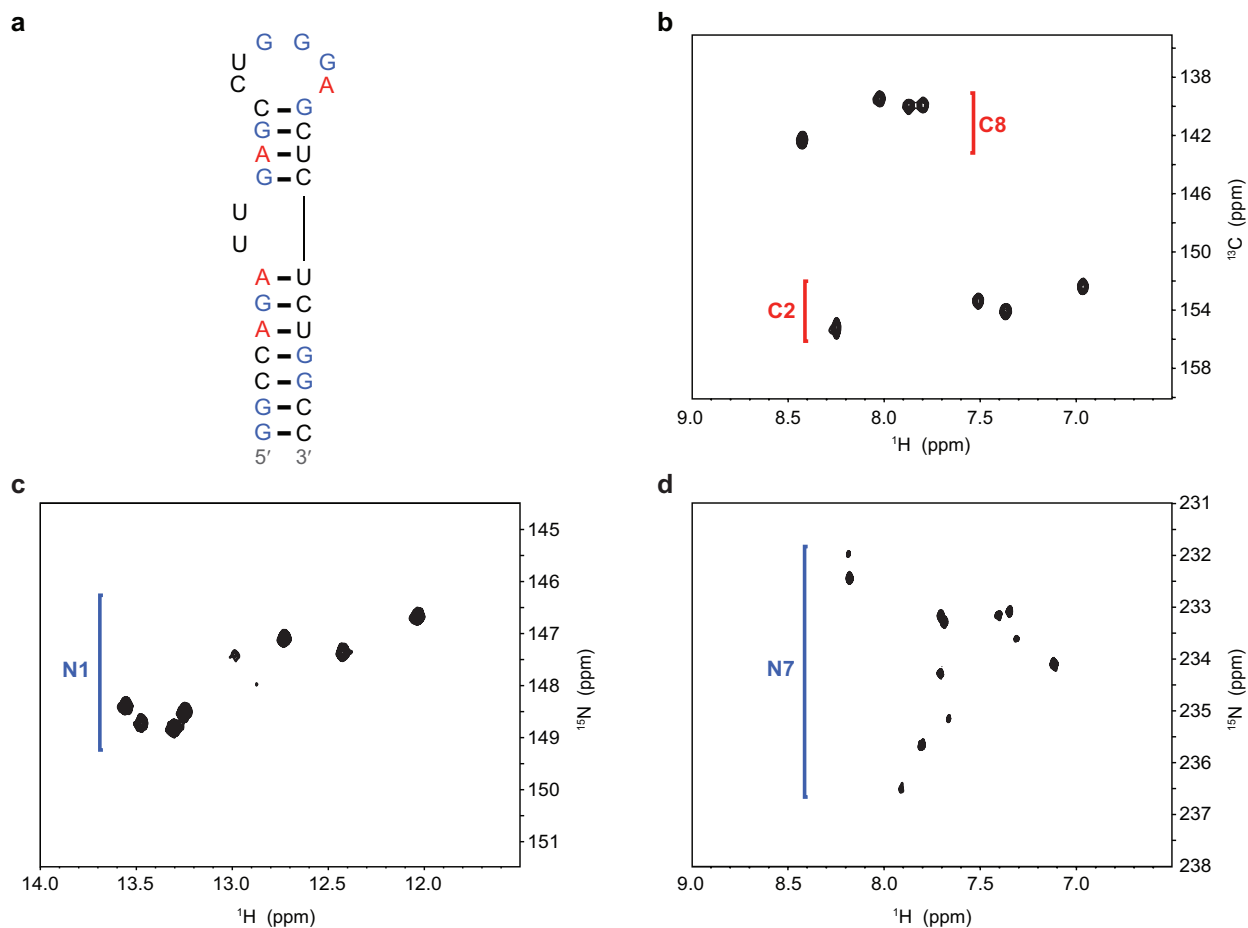 a
G G
U G
C A
C G
G C
A U
G C
U
U
A U
G C
A U
C G
C G
G C
G C
5′ 3′
b
138
142
146
150
154
158
¹³C (ppm)
C8
C2
9.0 8.5 8.0 7.5 7.0
¹H (ppm)
c
145
146
147
148
149
150
151
¹⁵N (ppm)
N1
14.0 13.5 13.0 12.5 12.0
¹H (ppm)
d
231
232
233
234
235
236
237
238
¹⁵N (ppm)
N7
9.0 8.5 8.0 7.5 7.0
¹H (ppm)